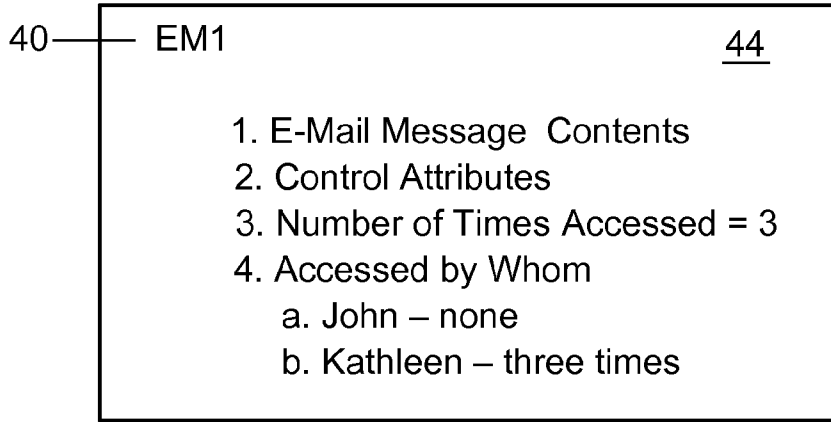 40 EM1 44
1. E-Mail Message Contents
2. Control Attributes
3. Number of Times Accessed = 3
4. Accessed by Whom
a. John – none
b. Kathleen – three times